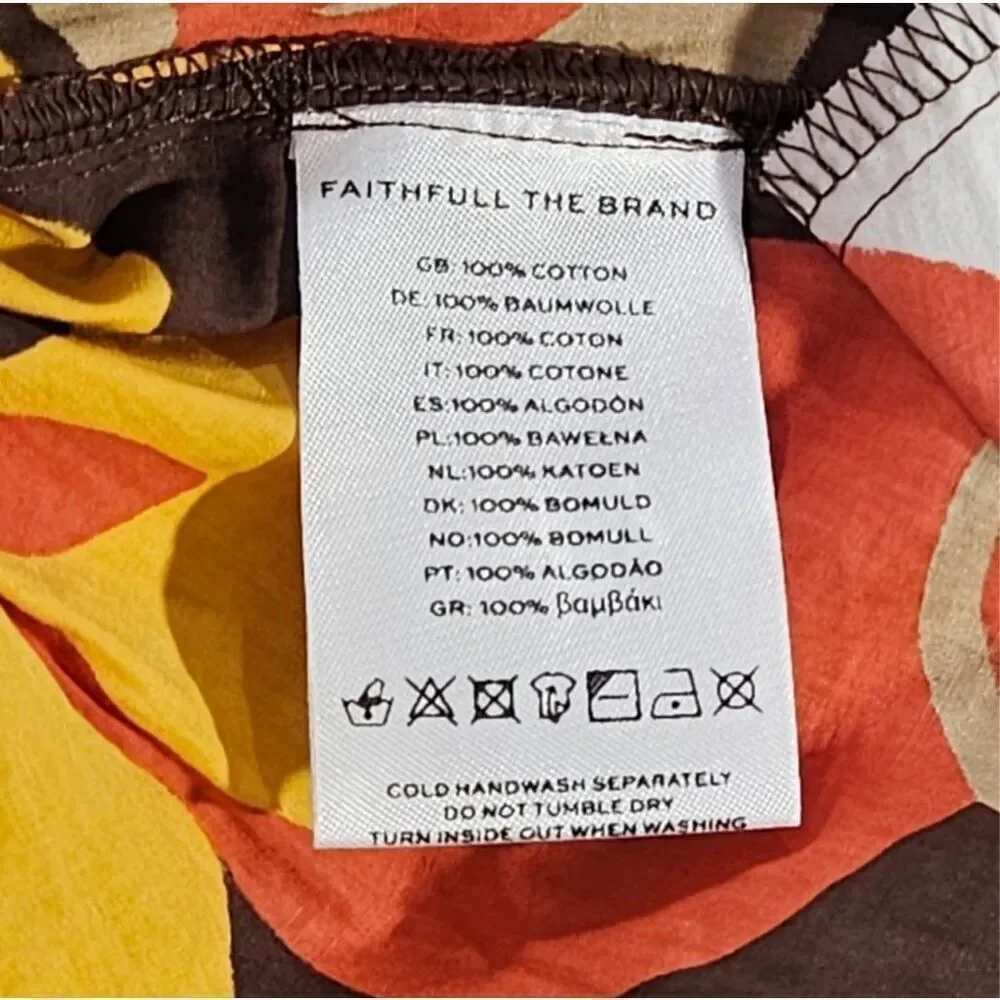 FAITHFULL THE BRAND
GB: 100% COTTON
DE: 100% BAUMWOLLE
FR: 100% COTON
IT: 100% COTONE
ES:100% ALGODÓN
PL:100% BAWEŁNA
NL:100% KATOEN
DK: 100% BOMULD
NO:100% BOMULL
PT: 100% ALGODÃO
GR: 100% βαμβάκι
COLD HANDWASH SEPARATELY
DO NOT TUMBLE DRY
TURN INSIDE OUT WHEN WASHING